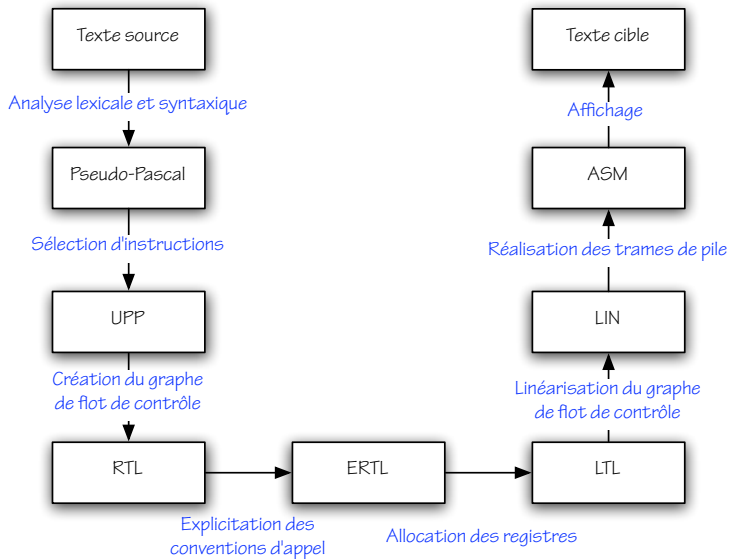 Texte source
Analyse lexicale et syntaxique
Pseudo-Pascal
Sélection d'instructions
UPP
Création du graphe
de flot de contrôle
RTL
Explicitation des
conventions d'appel
ERTL
Allocation des registres
LTL
Linéarisation du graphe
de flot de contrôle
LIN
Réalisation des trames de pile
ASM
Affichage
Texte cible